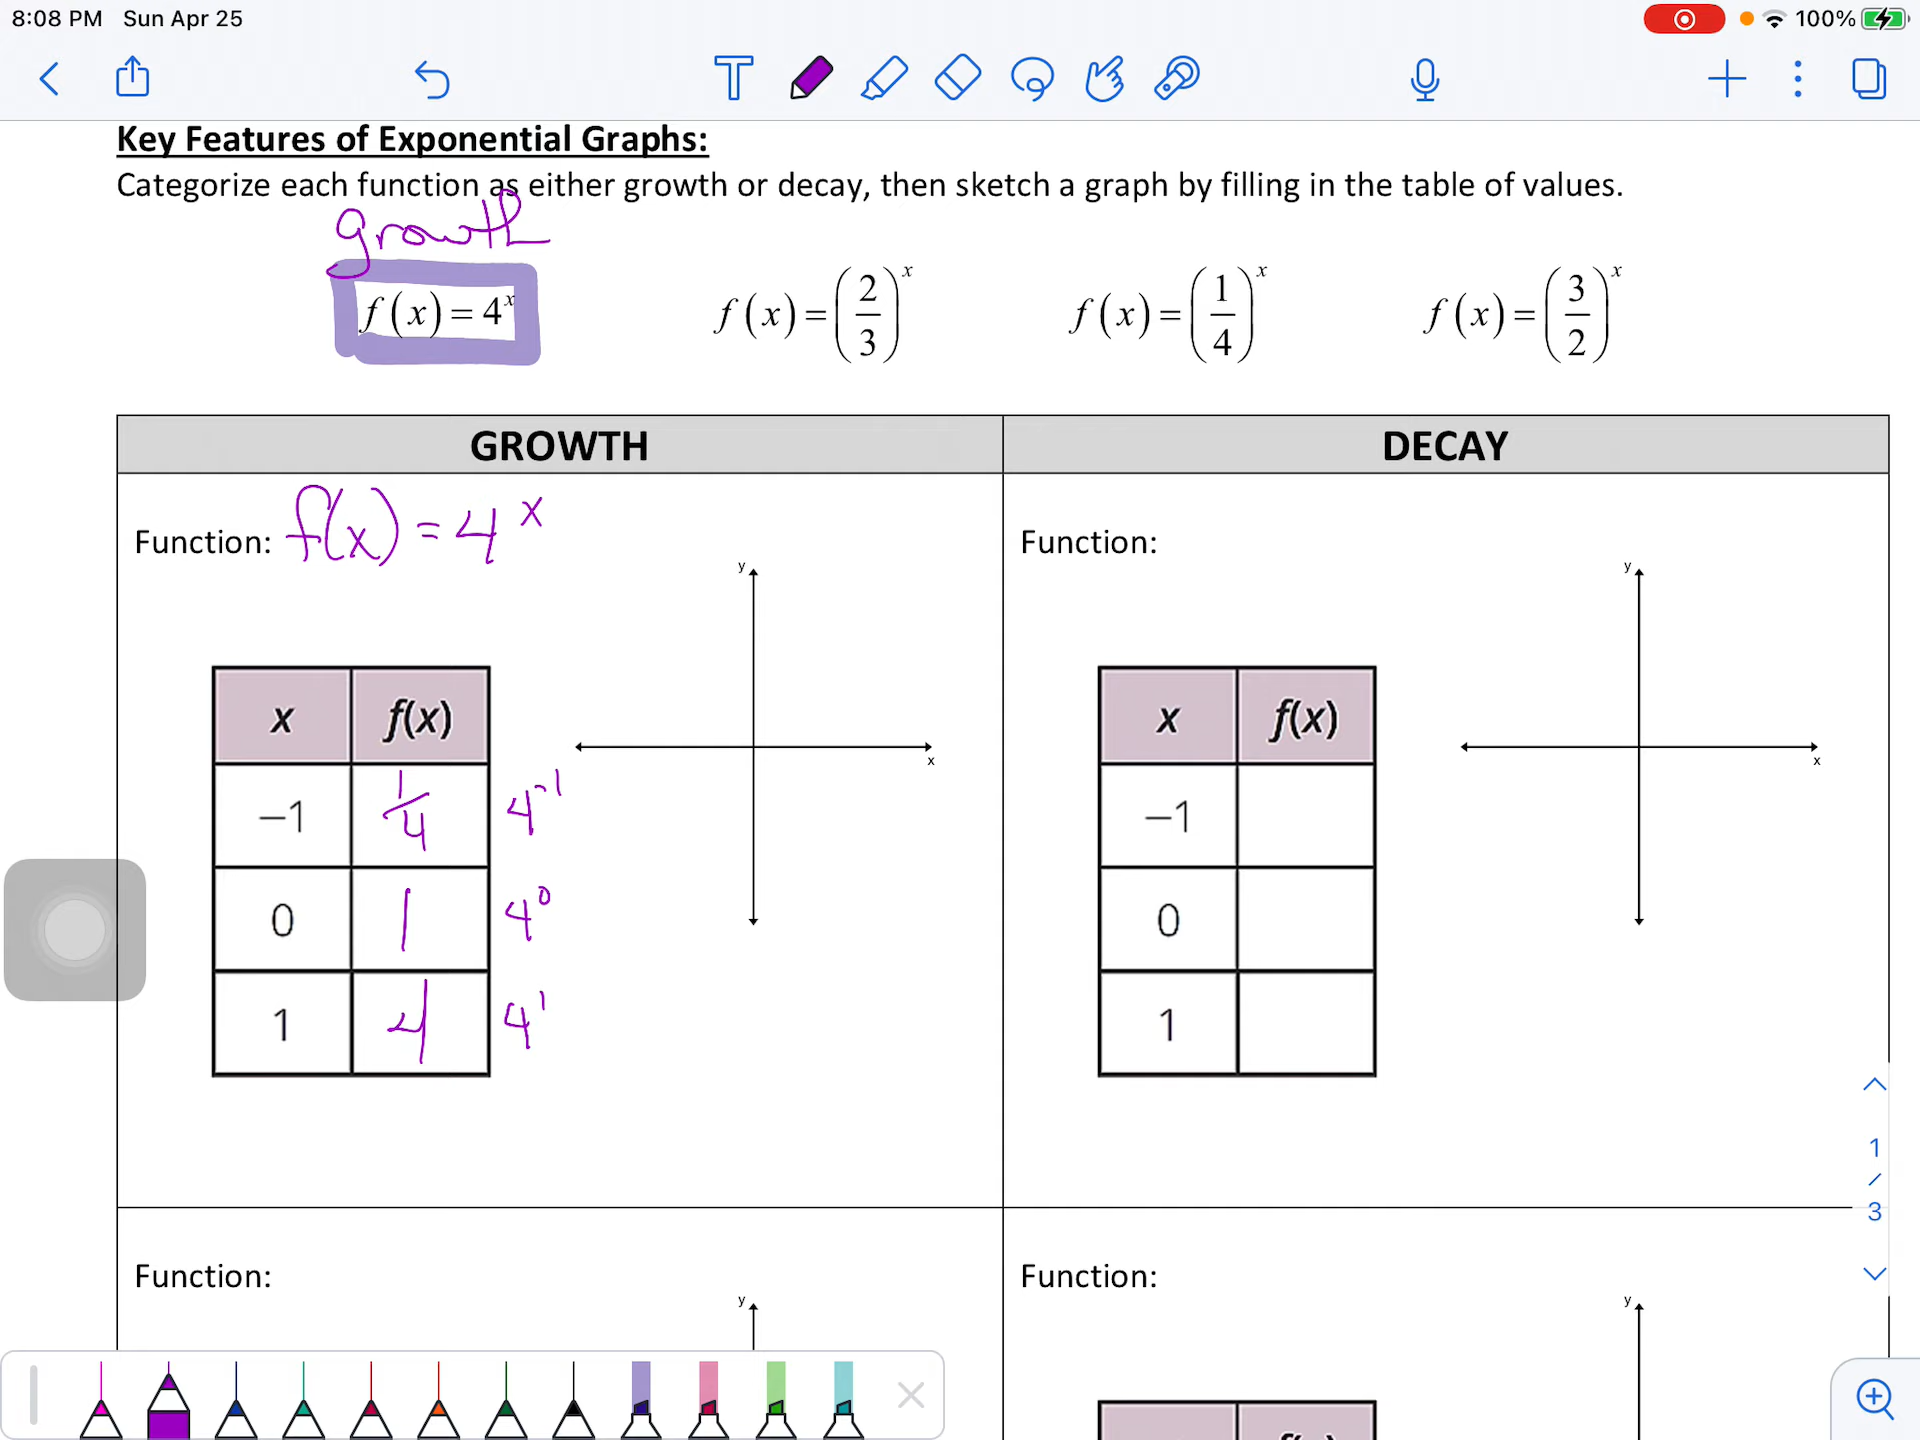 8:08 PM Sun Apr 25 100%
T
Key Features of Exponential Graphs:
Categorize each function as either growth or decay, then sketch a graph by filling in the table of values.
growth
f(x) = 4^x f(x) = (2/3)^x f(x) = (1/4)^x f(x) = (3/2)^x
GROWTH DECAY
Function: f(x) = 4^x
y
x f(x)
x
–1 1/4 4^-1
0 1 4^0
1 4 4^1
Function:
y
x f(x)
x
–1
0
1
1
/
3
Function:
y
Function:
y